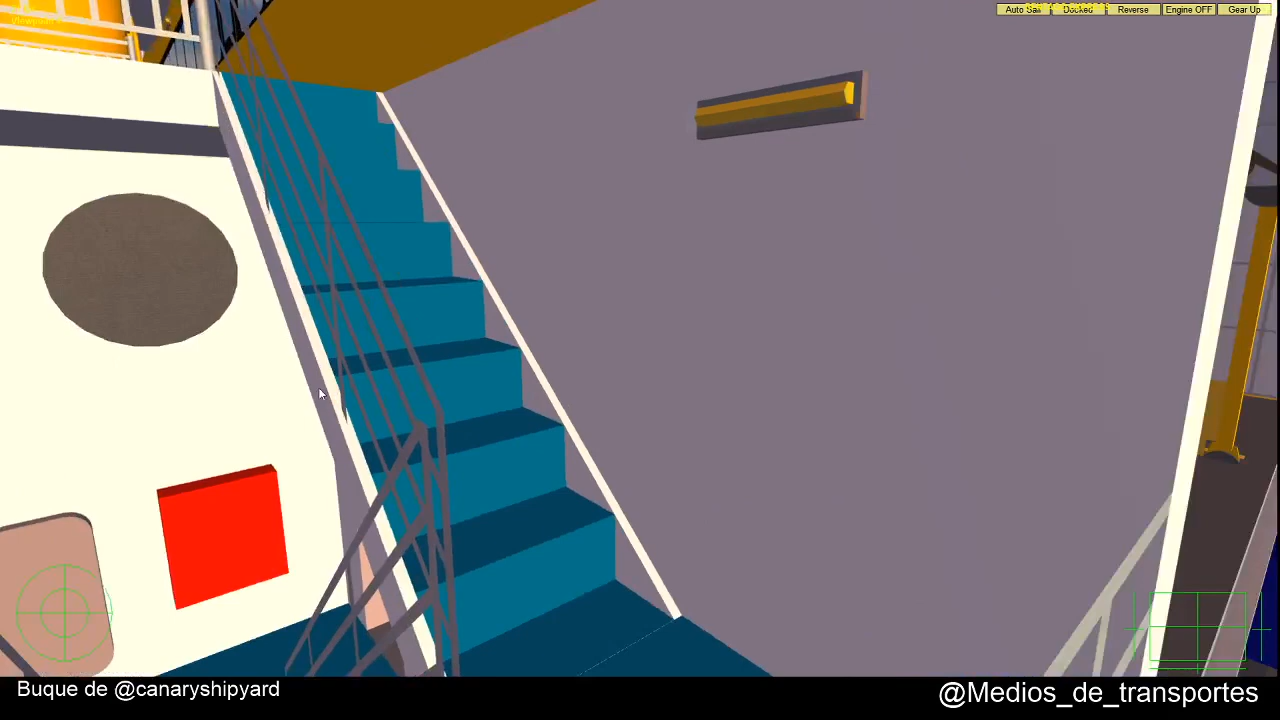 Auto Sail Docked Reverse Engine OFF Gear Up
Buque de @canaryshipyard
@Medios_de_transportes